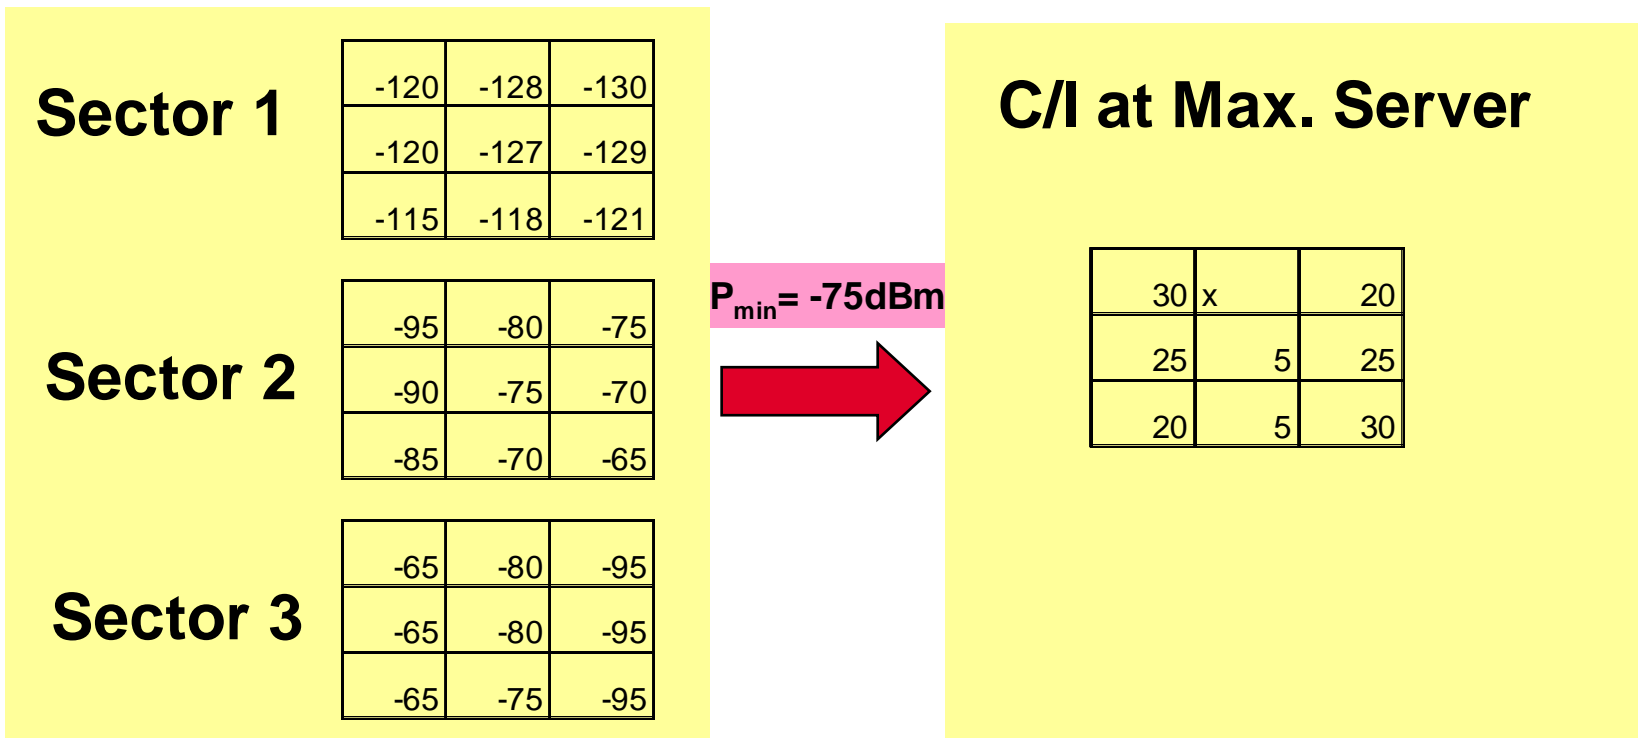 Sector 1
-120 -128 -130
-120 -127 -129
-115 -118 -121
Sector 2
-95 -80 -75
-90 -75 -70
-85 -70 -65
Sector 3
-65 -80 -95
-65 -80 -95
-65 -75 -95
Pmin= -75dBm
C/I at Max. Server
30 x 20
25 5 25
20 5 30